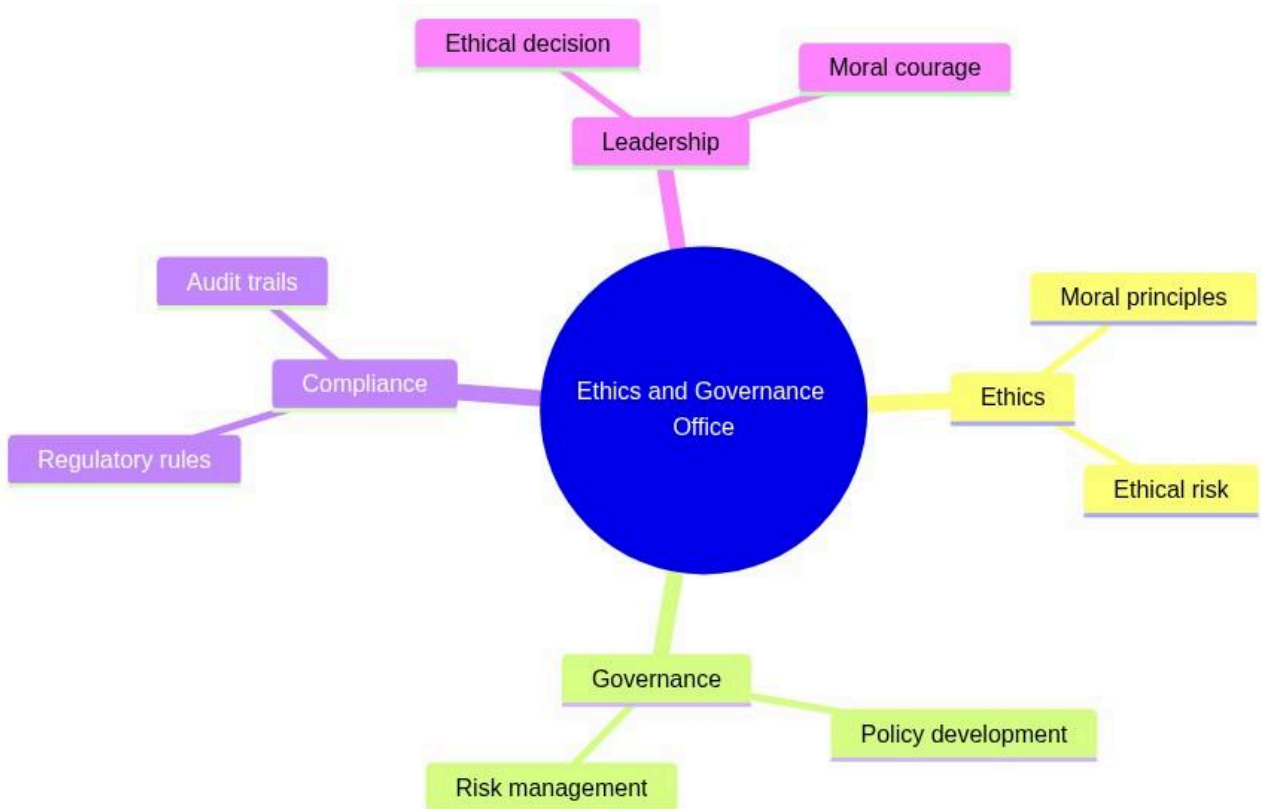 Ethical decision
Moral courage
Leadership
Audit trails
Moral principles
Compliance
Ethics and Governance
Office
Ethics
Regulatory rules
Ethical risk
Governance
Policy development
Risk management